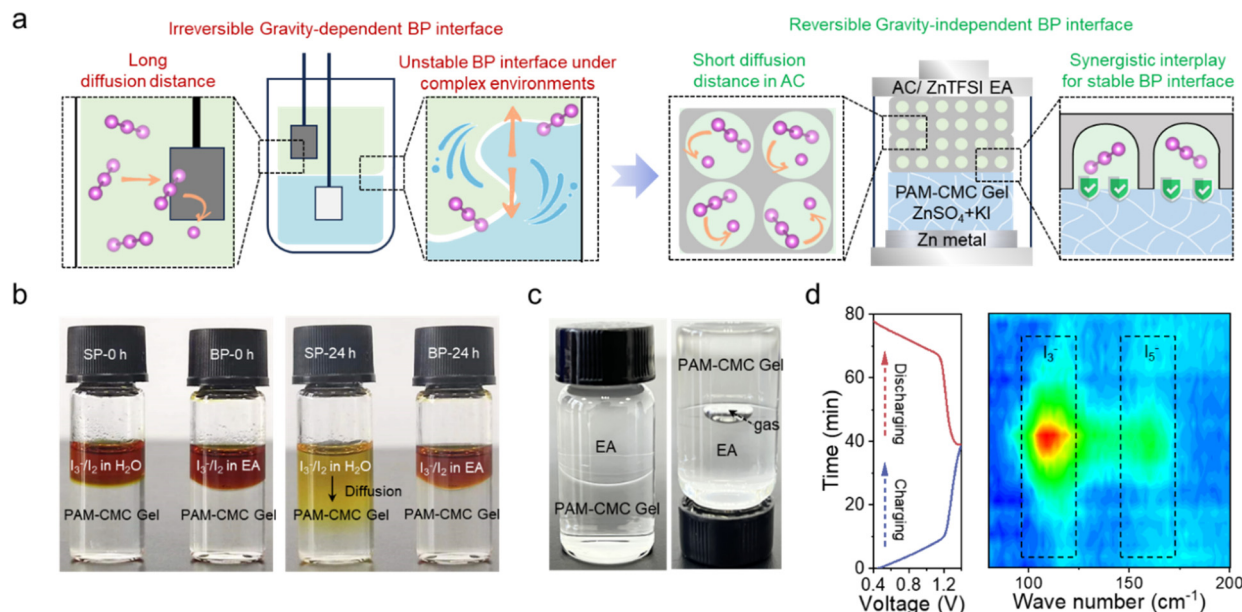 a
Irreversible Gravity-dependent BP interface
Long
diffusion distance
Unstable BP interface under
complex environments
Reversible Gravity-independent BP interface
Short diffusion
distance in AC
AC/ ZnTFSI EA
PAM-CMC Gel
ZnSO₄+KI
Zn metal
Synergistic interplay
for stable BP interface
b
SP-0 h
I₃⁻/I₂ in H₂O
PAM-CMC Gel
BP-0 h
I₃⁻/I₂ in EA
PAM-CMC Gel
SP-24 h
I₃⁻/I₂ in H₂O
Diffusion
PAM-CMC Gel
BP-24 h
I₃⁻/I₂ in EA
PAM-CMC Gel
c
EA
PAM-CMC Gel
PAM-CMC Gel
gas
EA
d
Time (min)
80
60
40
20
0
Discharging
Charging
0.4 0.8 1.2
Voltage (V)
I₃⁻
I₅⁻
100 150 200
Wave number (cm⁻¹)